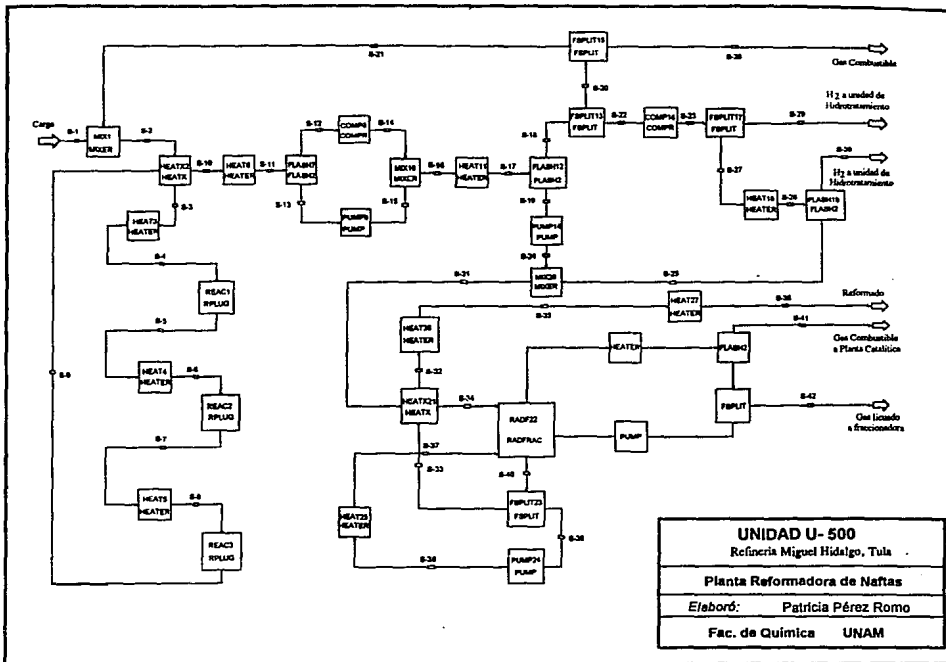 S-21
FSPLIT15
FSPLIT
Gas Combustible
S-20
Carga
S-1
MIX1
MIXER
S-2
S-12
COMP8
COMPR
S-14
S-18
FSPLIT13
FSPLIT
S-22
COMP16
COMPR
S-23
FSPLIT17
FSPLIT
S-29
H2 a unidad de
Hidrotratamiento
HEATX2
HEATX
S-10
HEAT6
HEATER
S-11
FLASH7
FLASH2
MIX10
MIXER
S-16
HEAT11
HEATER
S-17
FLASH12
FLASH2
S-27
H2 a unidad de
Hidrotratamiento
S-3
S-13
S-15
S-19
HEAT18
HEATER
FLASH19
FLASH2
HEAT3
HEATER
PUMP9
PUMP
PUMP14
PUMP
S-4
MIX20
MIXER
S-31
S-25
REAC1
RPLUG
HEAT27
HEATER
Reformado
S-5
HEATER
S-41
HEATER
FLASH2
Gas Combustible
a Planta Catalítica
S-9
HEAT4
HEATER
S-6
S-32
HEATX21
HEATX
S-34
RADF22
RADFRAC
FSPLIT
S-42
REAC2
RPLUG
PUMP
Gas licuado
a fraccionadora
S-7
S-37
S-33
S-40
HEAT5
HEATER
S-8
HEAT25
HEATER
FSPLIT23
FSPLIT
REAC3
RPLUG
PUMP24
PUMP
UNIDAD U- 500
Refinería Miguel Hidalgo, Tula
Planta Reformadora de Naftas
Elaboró: Patricia Pérez Romo
Fac. de Química UNAM